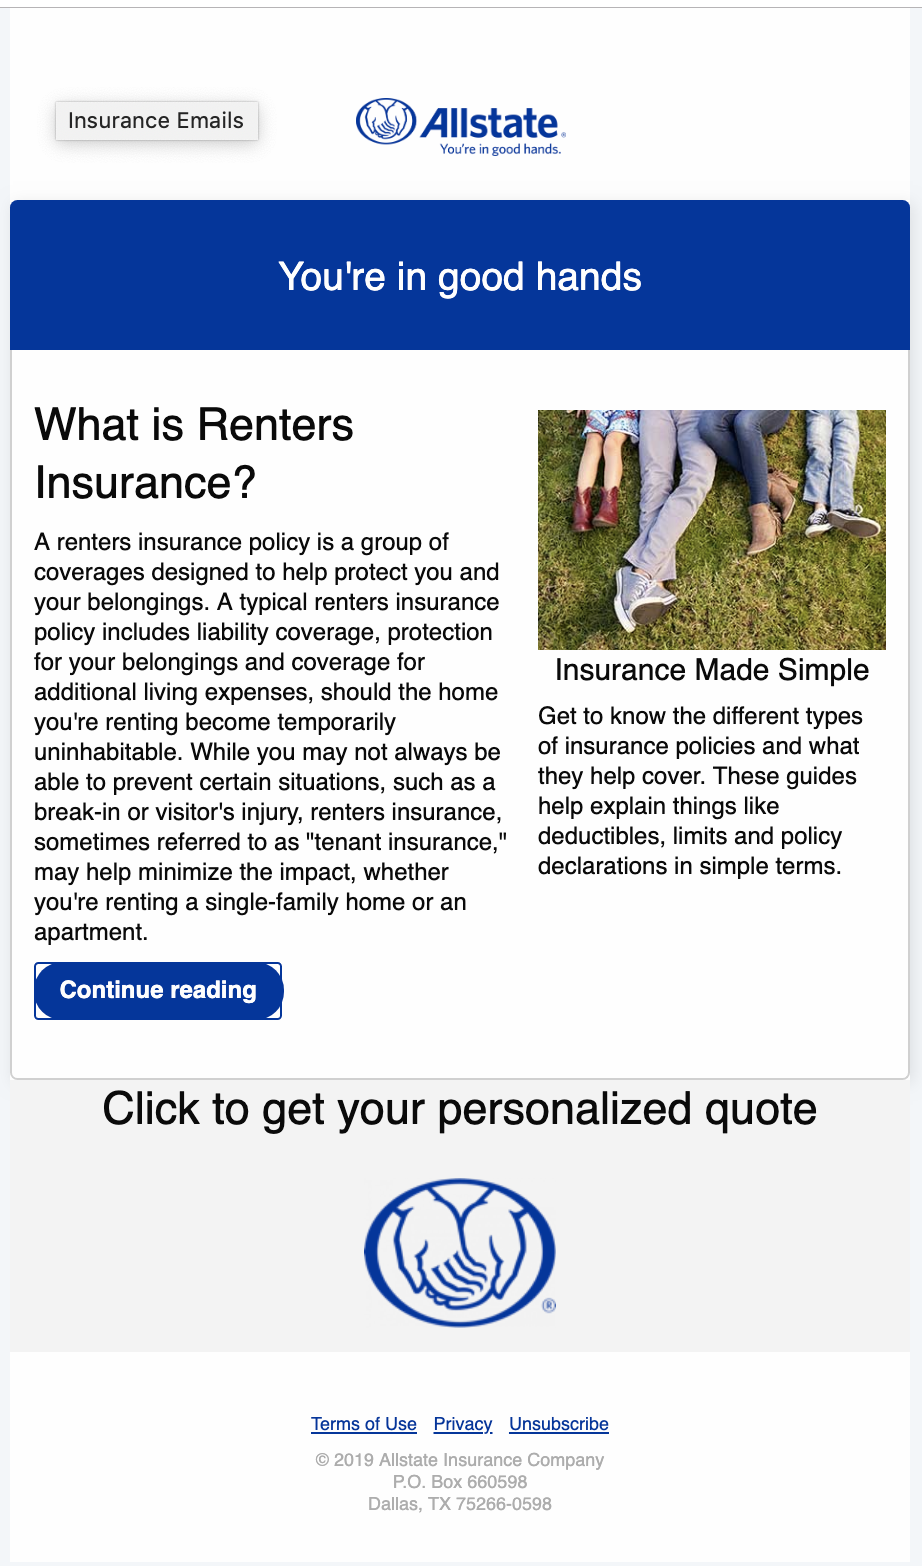 Insurance Emails
Allstate®
You're in good hands.
You're in good hands
What is Renters
Insurance?
A renters insurance policy is a group of
coverages designed to help protect you and
your belongings. A typical renters insurance
policy includes liability coverage, protection
for your belongings and coverage for
additional living expenses, should the home
you're renting become temporarily
uninhabitable. While you may not always be
able to prevent certain situations, such as a
break-in or visitor's injury, renters insurance,
sometimes referred to as "tenant insurance,"
may help minimize the impact, whether
you're renting a single-family home or an
apartment.
Continue reading
Insurance Made Simple
Get to know the different types
of insurance policies and what
they help cover. These guides
help explain things like
deductibles, limits and policy
declarations in simple terms.
Click to get your personalized quote
®
Terms of Use Privacy Unsubscribe
© 2019 Allstate Insurance Company
P.O. Box 660598
Dallas, TX 75266-0598